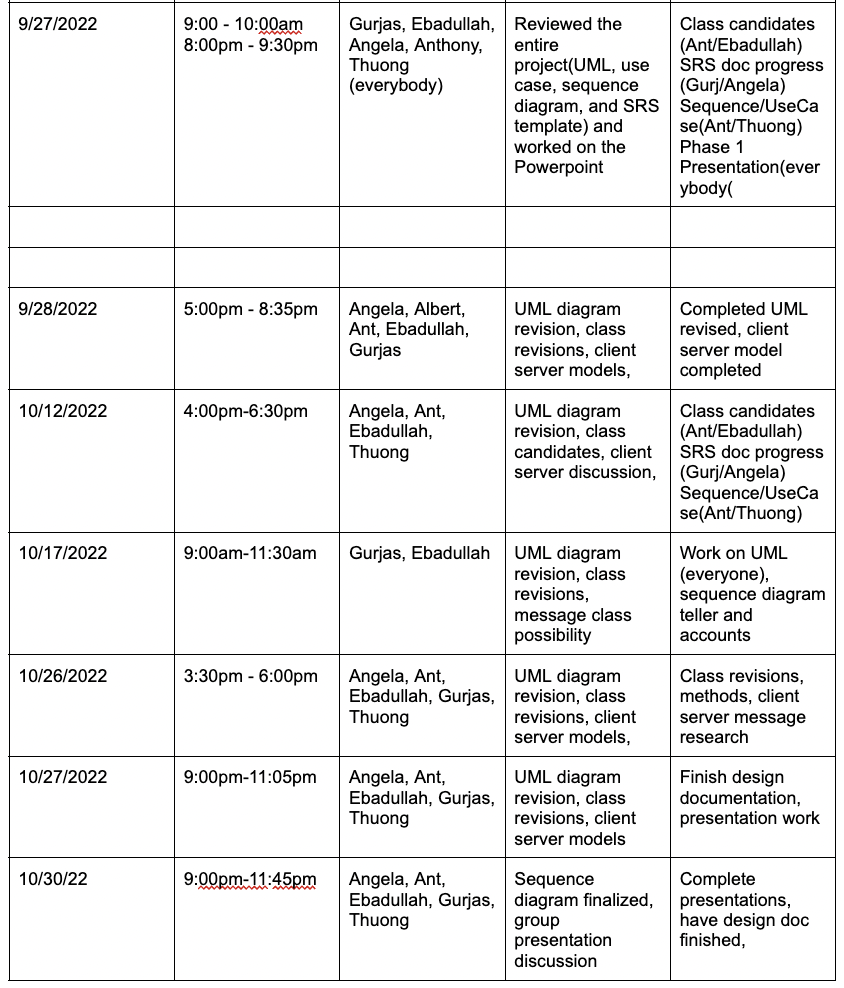 9/27/2022
9:00 - 10:00am
8:00pm - 9:30pm
Gurjas, Ebadullah,
Angela, Anthony,
Thuong
(everybody)
Reviewed the
entire
project(UML, use
case, sequence
diagram, and SRS
template) and
worked on the
Powerpoint
Class candidates
(Ant/Ebadullah)
SRS doc progress
(Gurj/Angela)
Sequence/UseCa
se(Ant/Thuong)
Phase 1
Presentation(ever
ybody(
9/28/2022
5:00pm - 8:35pm
Angela, Albert,
Ant, Ebadullah,
Gurjas
UML diagram
revision, class
revisions, client
server models,
Completed UML
revised, client
server model
completed
10/12/2022
4:00pm-6:30pm
Angela, Ant,
Ebadullah,
Thuong
UML diagram
revision, class
candidates, client
server discussion,
Class candidates
(Ant/Ebadullah)
SRS doc progress
(Gurj/Angela)
Sequence/UseCa
se(Ant/Thuong)
10/17/2022
9:00am-11:30am
Gurjas, Ebadullah
UML diagram
revision, class
revisions,
message class
possibility
Work on UML
(everyone),
sequence diagram
teller and
accounts
10/26/2022
3:30pm - 6:00pm
Angela, Ant,
Ebadullah, Gurjas,
Thuong
UML diagram
revision, class
revisions, client
server models,
Class revisions,
methods, client
server message
research
10/27/2022
9:00pm-11:05pm
Angela, Ant,
Ebadullah, Gurjas,
Thuong
UML diagram
revision, class
revisions, client
server models
Finish design
documentation,
presentation work
10/30/22
9:00pm-11:45pm
Angela, Ant,
Ebadullah, Gurjas,
Thuong
Sequence
diagram finalized,
group
presentation
discussion
Complete
presentations,
have design doc
finished,